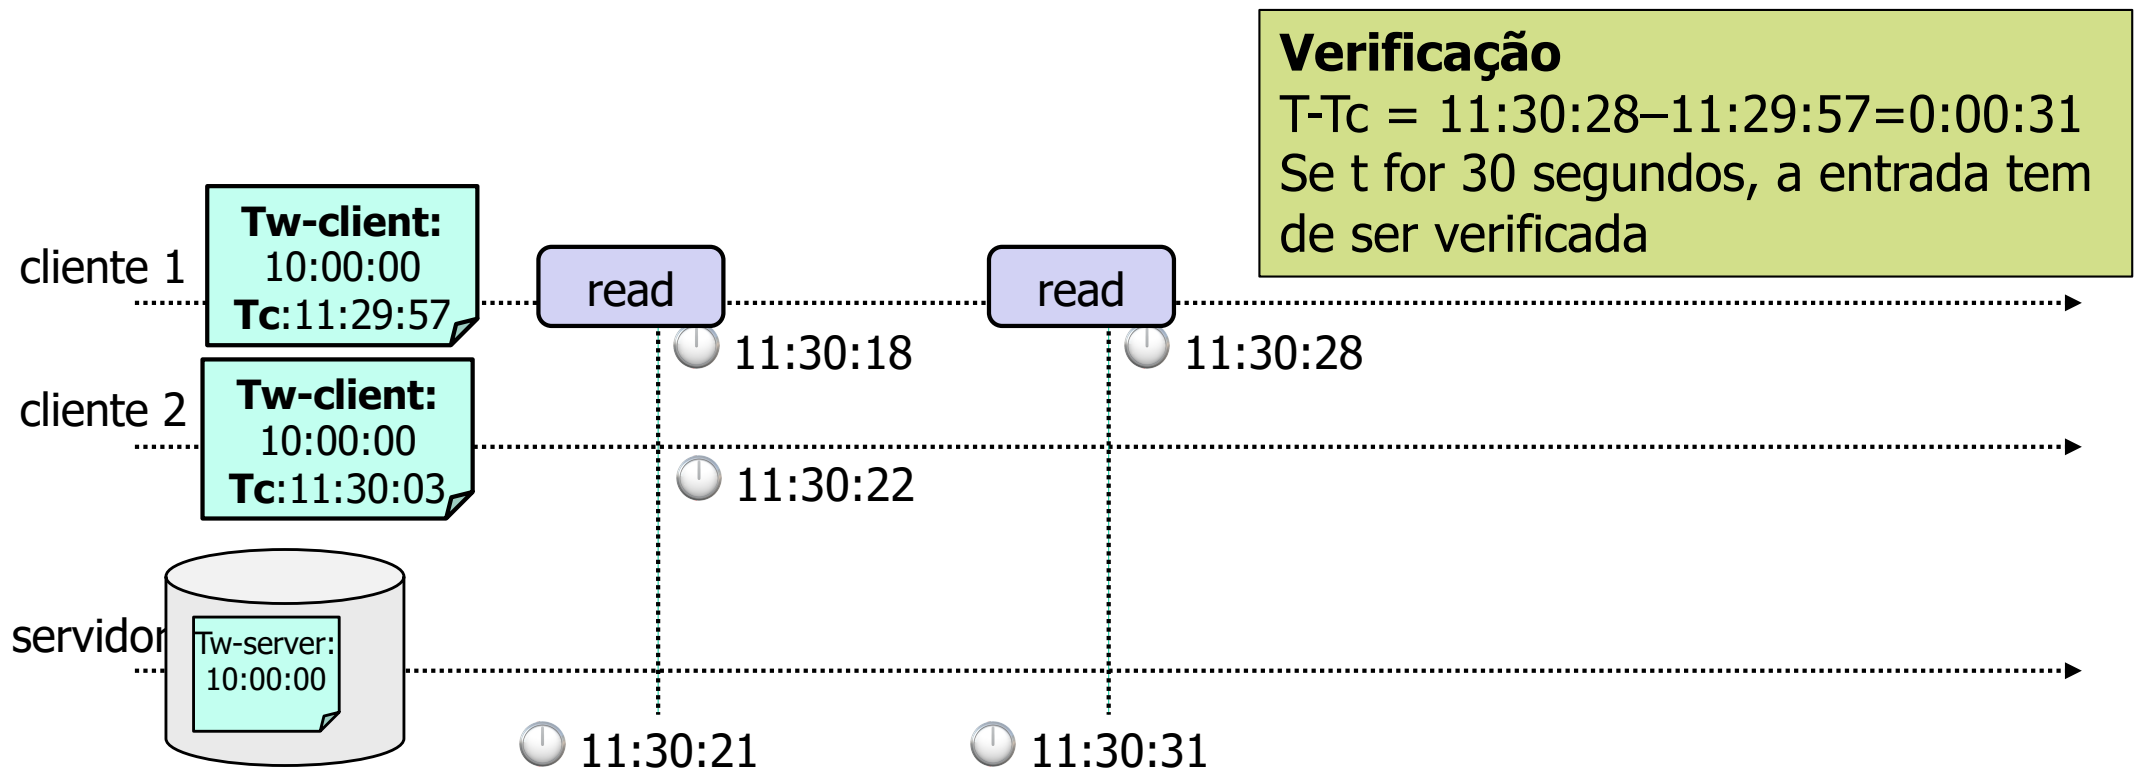 Verificação
T-Tc = 11:30:28–11:29:57=0:00:31
Se t for 30 segundos, a entrada tem
de ser verificada
cliente 1
Tw-client:
10:00:00
Tc:11:29:57
read
read
11:30:18
11:30:28
cliente 2
Tw-client:
10:00:00
Tc:11:30:03
11:30:22
servidor
Tw-server:
10:00:00
11:30:21
11:30:31